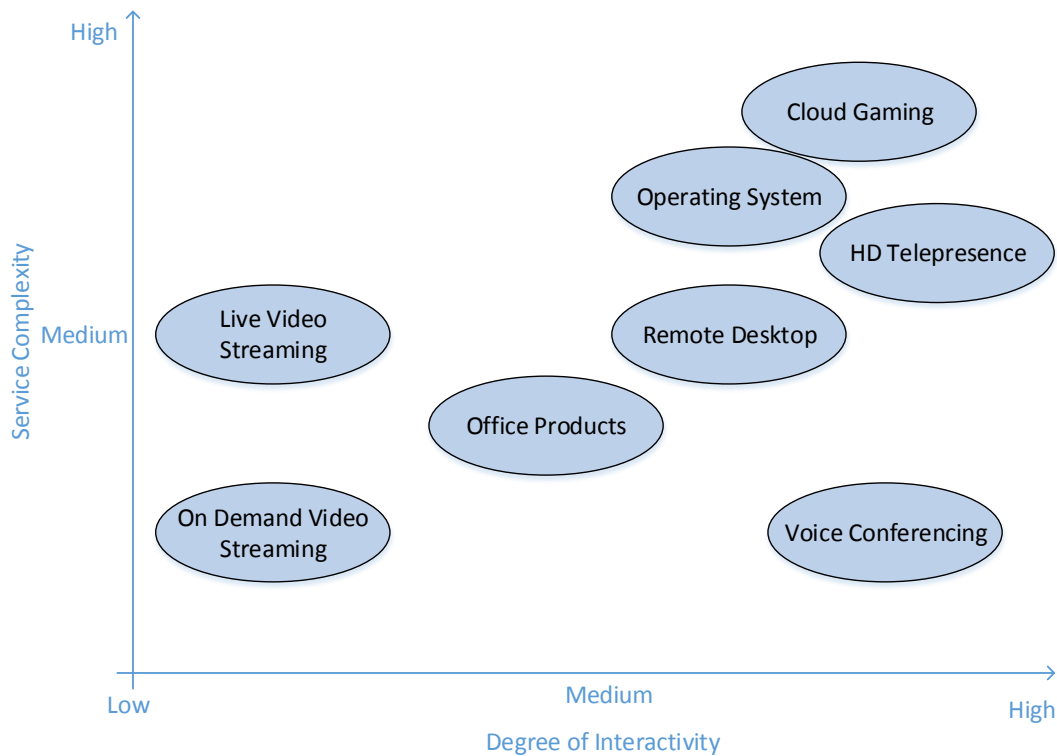 High
Cloud Gaming
Operating System
HD Telepresence
Service Complexity
Medium
Live Video
Streaming
Remote Desktop
Office Products
On Demand Video
Streaming
Voice Conferencing
Low
Medium
High
Degree of Interactivity